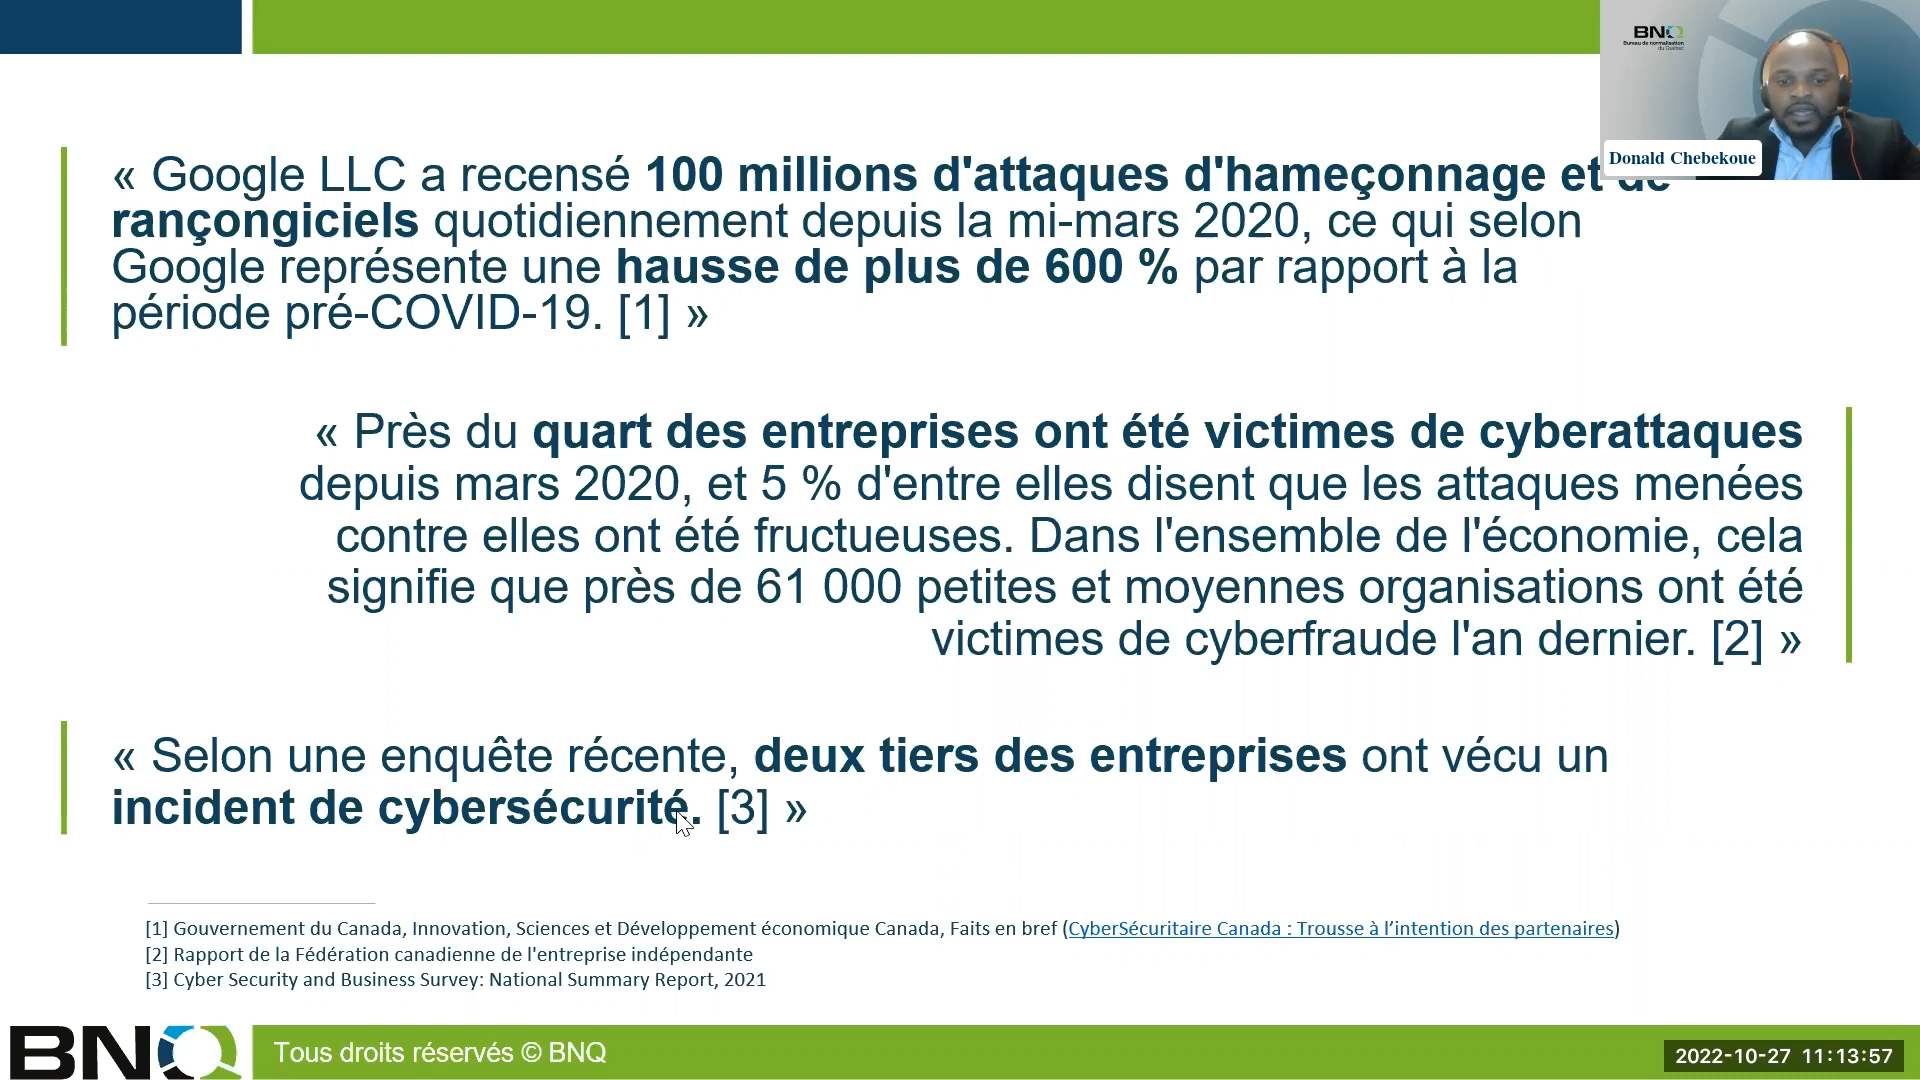 BNQ
Bureau de normalisation
du Québec
Donald Chebekoue
« Google LLC a recensé 100 millions d'attaques d'hameçonnage et de
rançongiciels quotidiennement depuis la mi-mars 2020, ce qui selon
Google représente une hausse de plus de 600 % par rapport à la
période pré-COVID-19. [1] »
« Près du quart des entreprises ont été victimes de cyberattaques
depuis mars 2020, et 5 % d'entre elles disent que les attaques menées
contre elles ont été fructueuses. Dans l'ensemble de l'économie, cela
signifie que près de 61 000 petites et moyennes organisations ont été
victimes de cyberfraude l'an dernier. [2] »
« Selon une enquête récente, deux tiers des entreprises ont vécu un
incident de cybersécurité. [3] »
[1] Gouvernement du Canada, Innovation, Sciences et Développement économique Canada, Faits en bref (CyberSécuritaire Canada : Trousse à l’intention des partenaires)
[2] Rapport de la Fédération canadienne de l'entreprise indépendante
[3] Cyber Security and Business Survey: National Summary Report, 2021
BNQ
Tous droits réservés © BNQ
2022-10-27 11:13:57